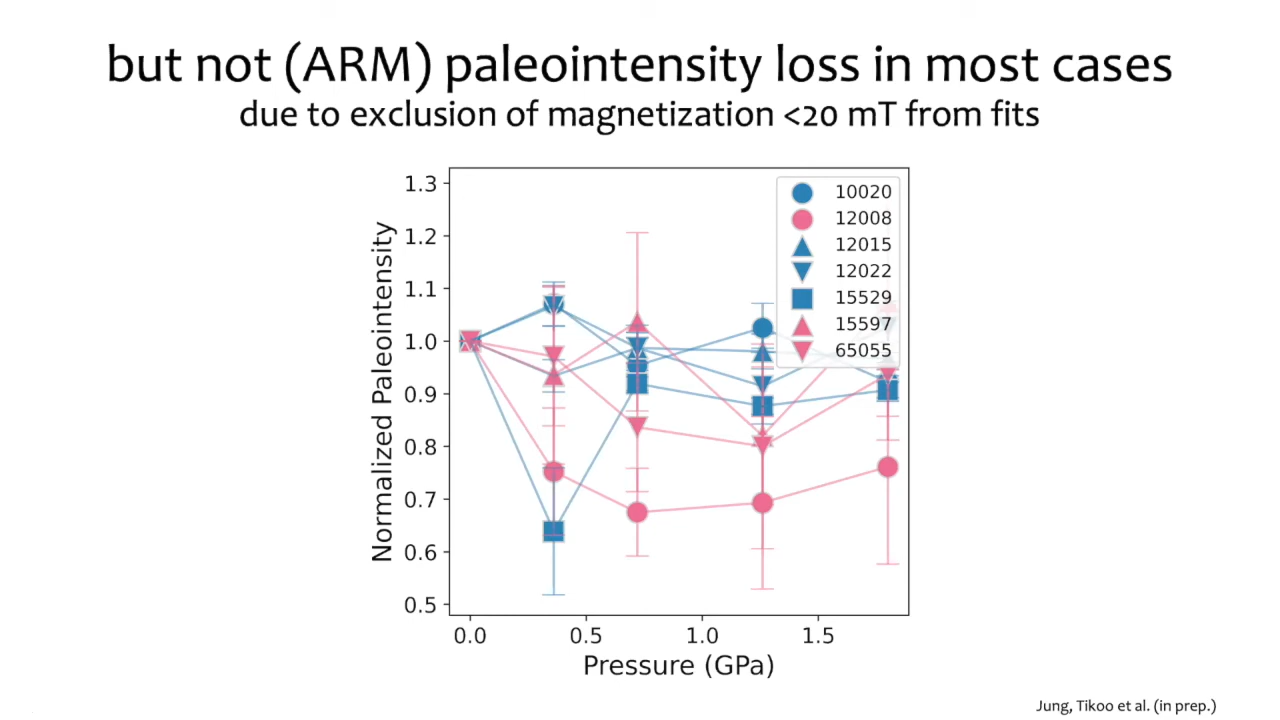 but not (ARM) paleointensity loss in most cases
due to exclusion of magnetization <20 mT from fits
1.3
1.2
1.1
1.0
0.9
0.8
0.7
0.6
0.5
Normalized Paleointensity
10020
12008
12015
12022
15529
15597
65055
0.0 0.5 1.0 1.5
Pressure (GPa)
Jung, Tikoo et al. (in prep.)